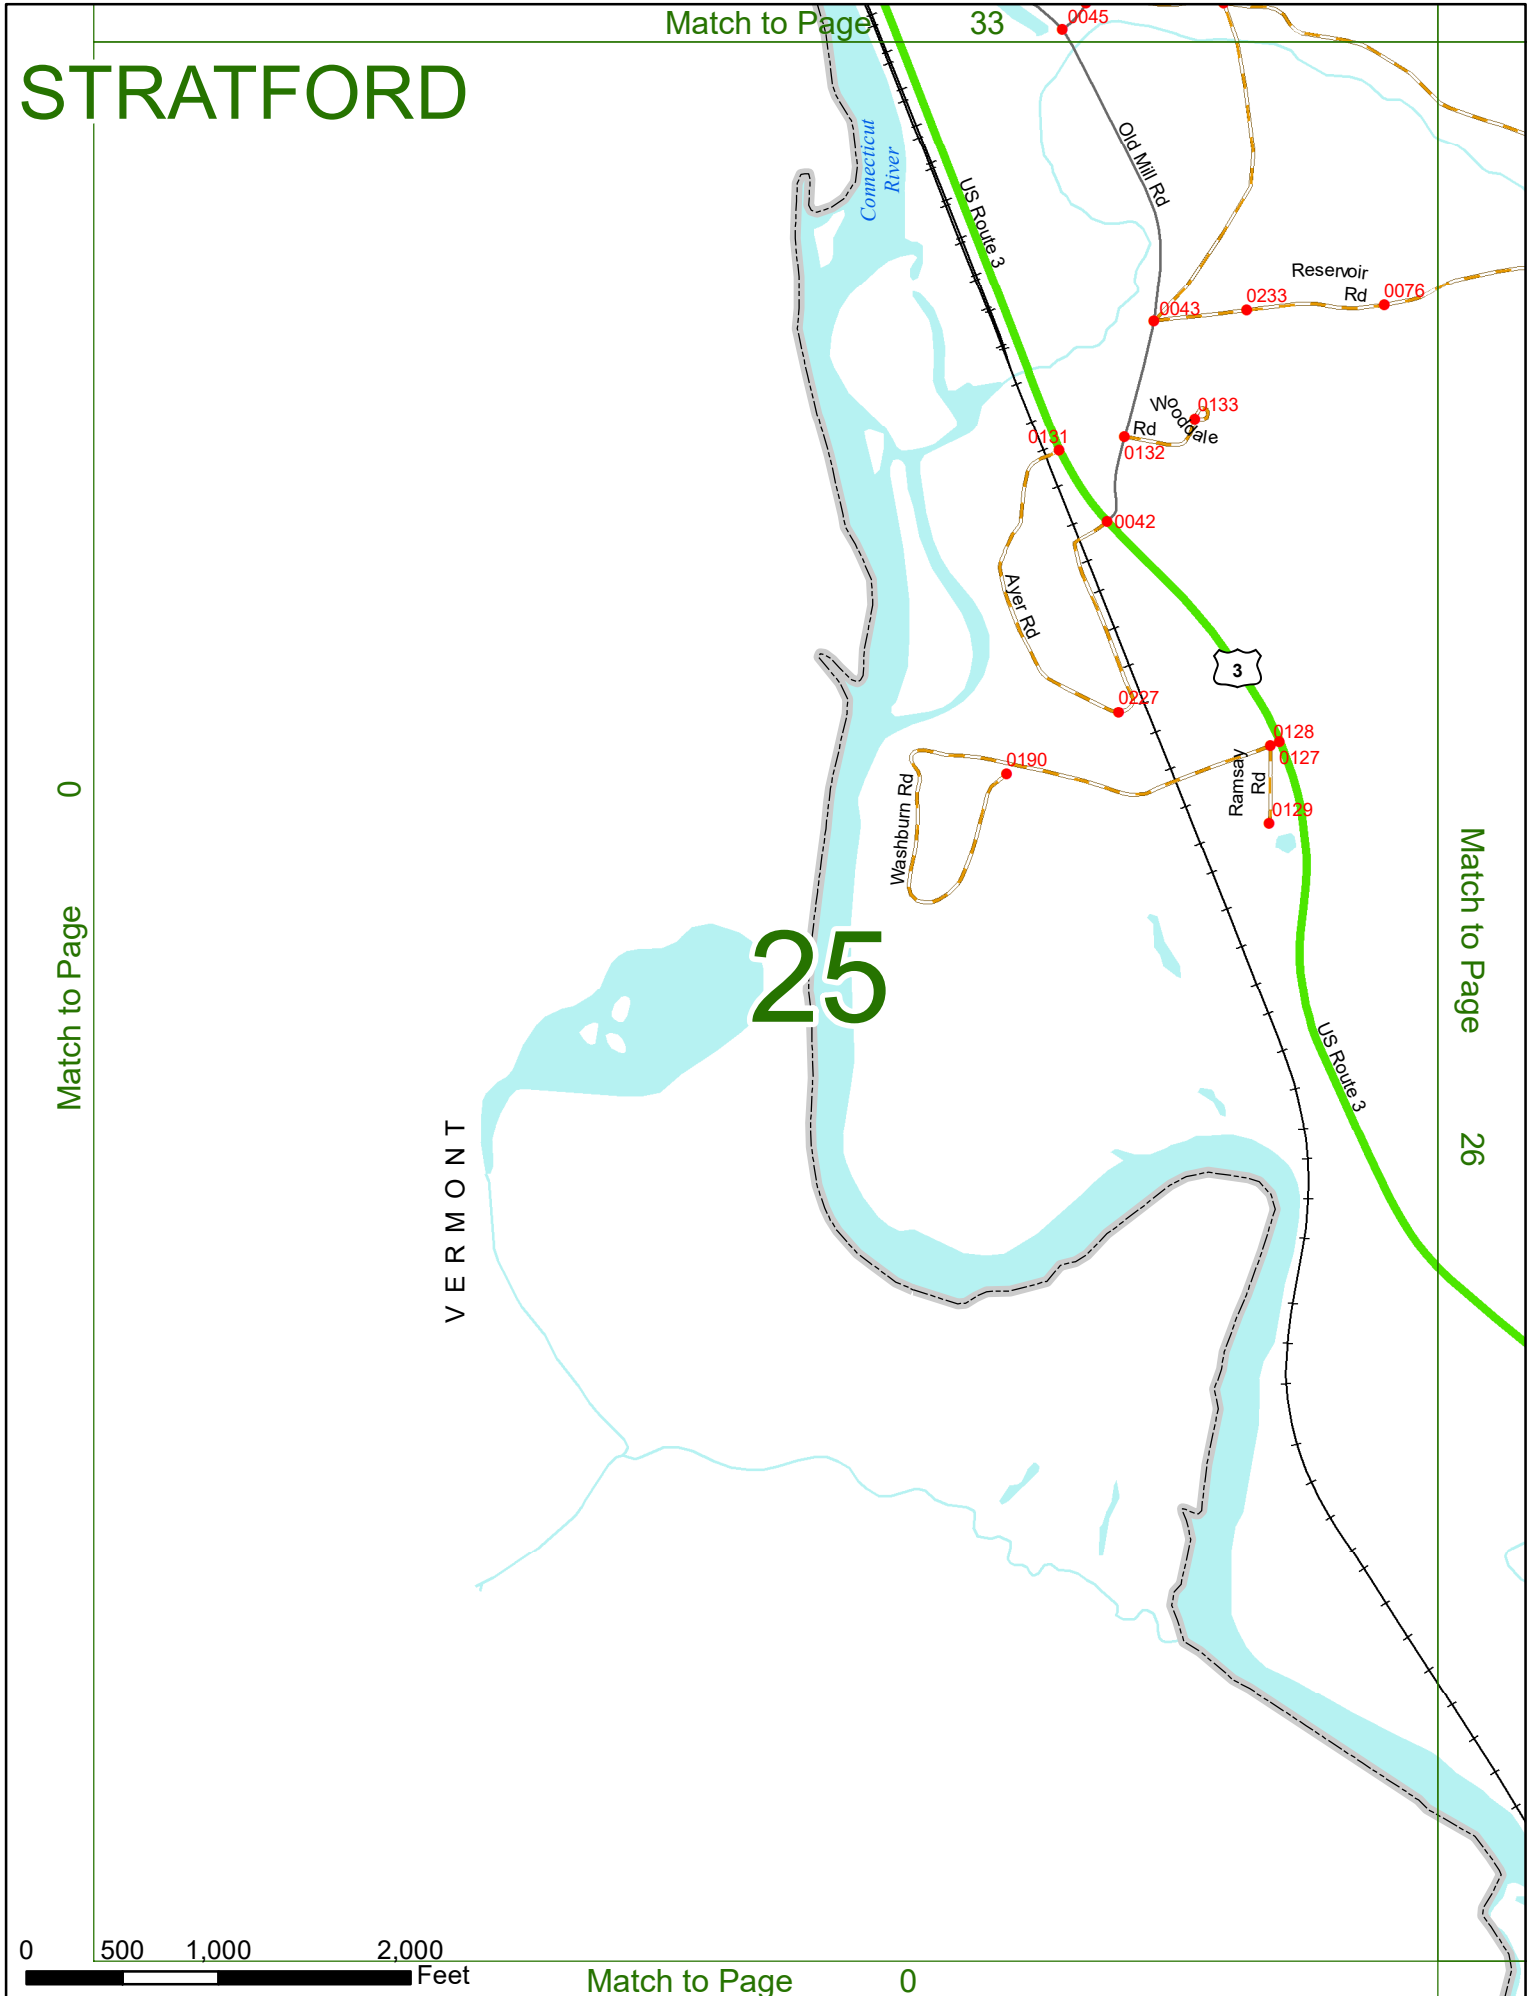 Match to Page 33
STRATFORD
0045
Connecticut
River
Old Mill Rd
US Route 3
Reservoir
Rd
0076
0233
0043
Wooddale
Rd
0133
0131
0132
0042
Ayer Rd
3
0227
0128
0127
0190
Ramsay
Rd
0129
Washburn Rd
Match to Page 0
25
Match to Page 26
US Route 3
VERMONT
0 500 1,000 2,000
Feet
Match to Page 0